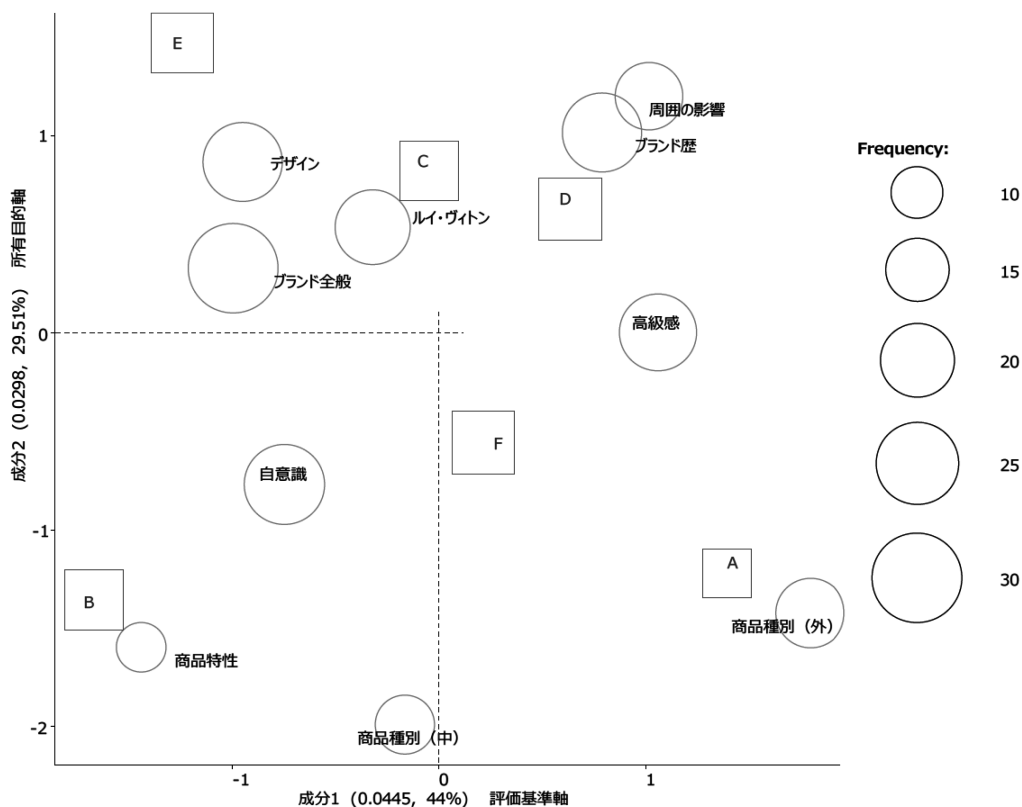 E
周囲の影響
1
ブランド歴
Frequency:
デザイン
C
10
D
ルイ・ヴィトン
15
ブランド全般
高級感
0
20
F
自意識
25
-1
A
30
B
商品種別（外）
商品特性
-2
商品種別（中）
-1
0
1
成分1（0.0445, 44%） 評価基準軸
成分2（0.0298, 29.51%） 所有目的軸